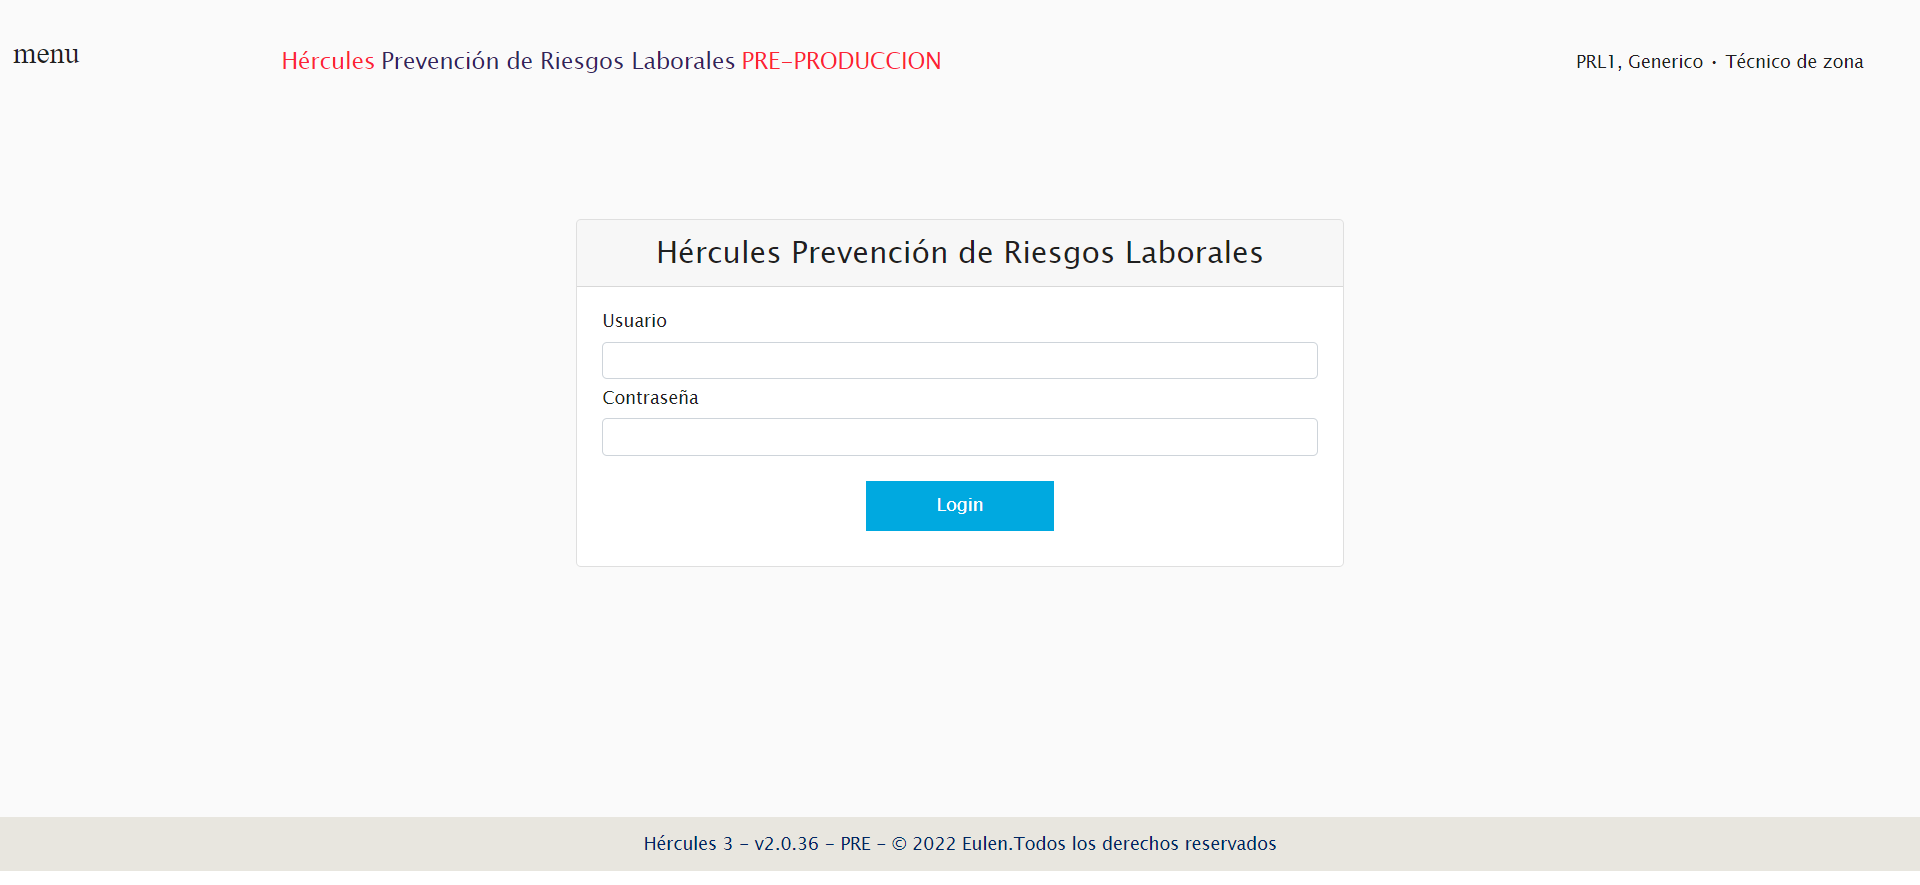 menu
Hércules Prevención de Riesgos Laborales PRE-PRODUCCION
PRL1, Generico · Técnico de zona
Hércules Prevención de Riesgos Laborales
Usuario
Contraseña
Login
Hércules 3 - v2.0.36 - PRE - © 2022 Eulen.Todos los derechos reservados